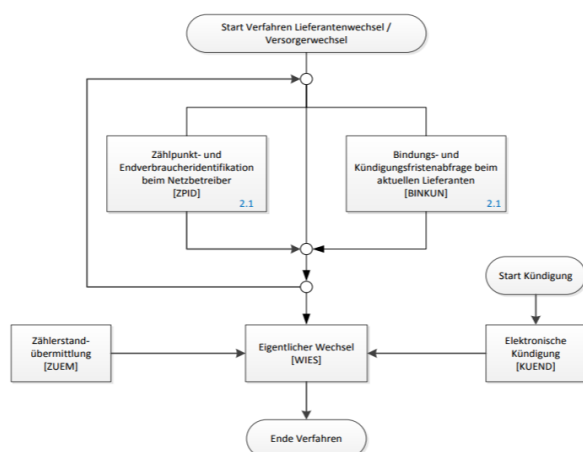 Start Verfahren Lieferantenwechsel /
Versorgerwechsel
Zählpunkt- und
Endverbraucheridentifikation
beim Netzbetreiber
[ZPID]
2.1
Bindungs- und
Kündigungsfristenabfrage beim
aktuellen Lieferanten
[BINKUN]
2.1
Start Kündigung
Zählerstand-
übermittlung
[ZUEM]
Eigentlicher Wechsel
[WIES]
Elektronische
Kündigung
[KUEND]
Ende Verfahren